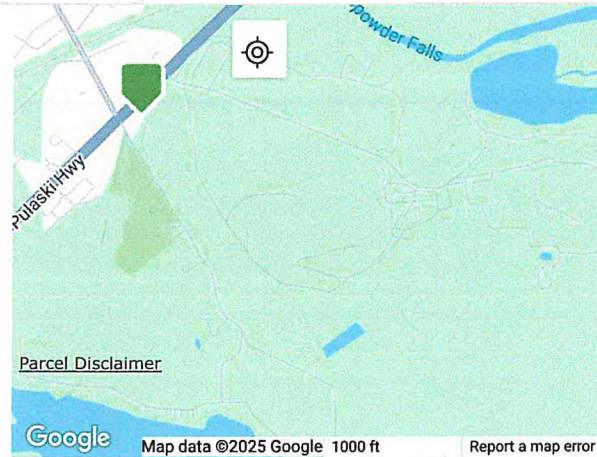 Powder Falls
Pulaski Hwy
Parcel Disclaimer
Google
Map data ©2025 Google 1000 ft
Report a map error